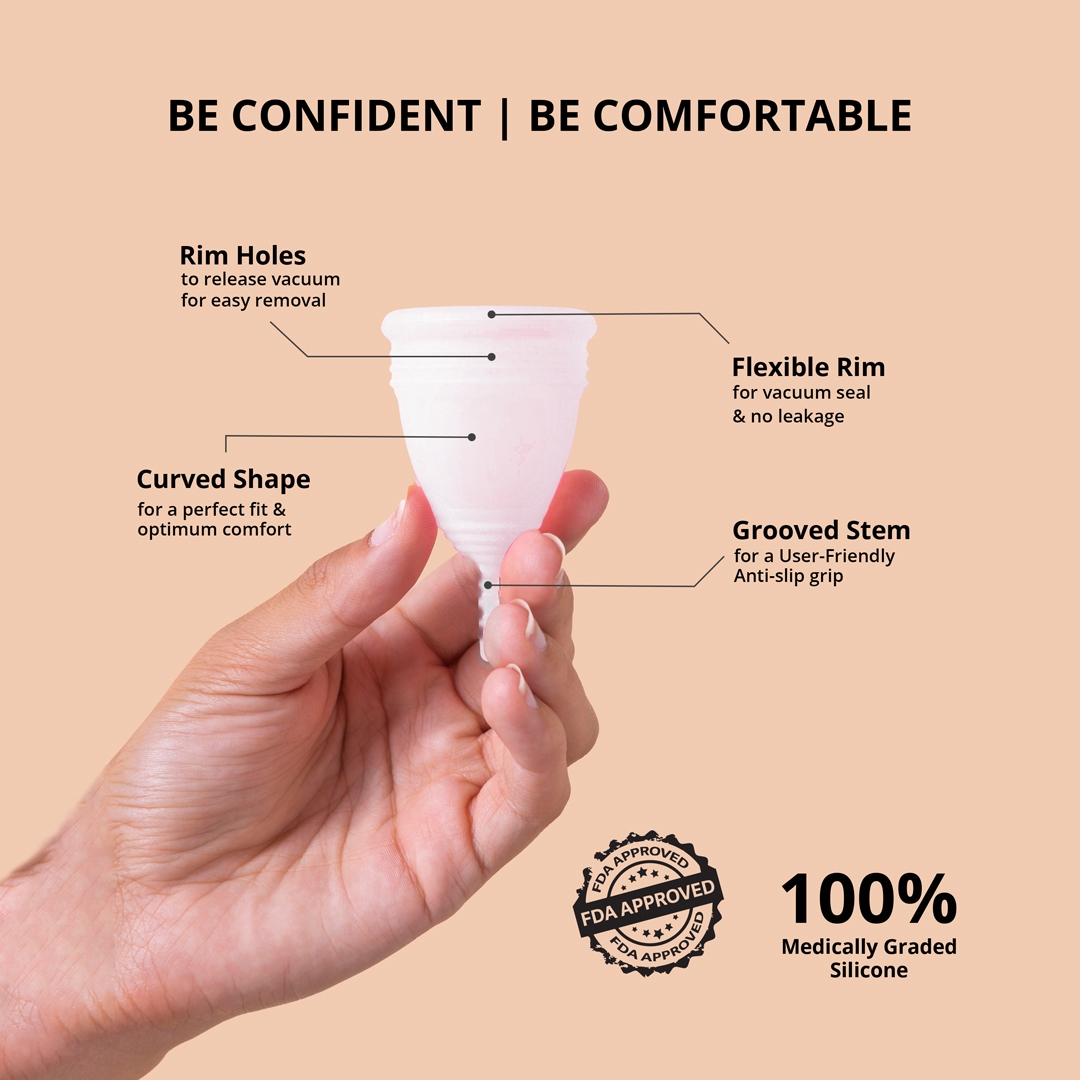 BE CONFIDENT | BE COMFORTABLE
Rim Holes
to release vacuum
for easy removal
Flexible Rim
for vacuum seal
& no leakage
Curved Shape
for a perfect fit &
optimum comfort
Grooved Stem
for a User-Friendly
Anti-slip grip
FDA APPROVED
FDA APPROVED
FDA APPROVED
100%
Medically Graded
Silicone